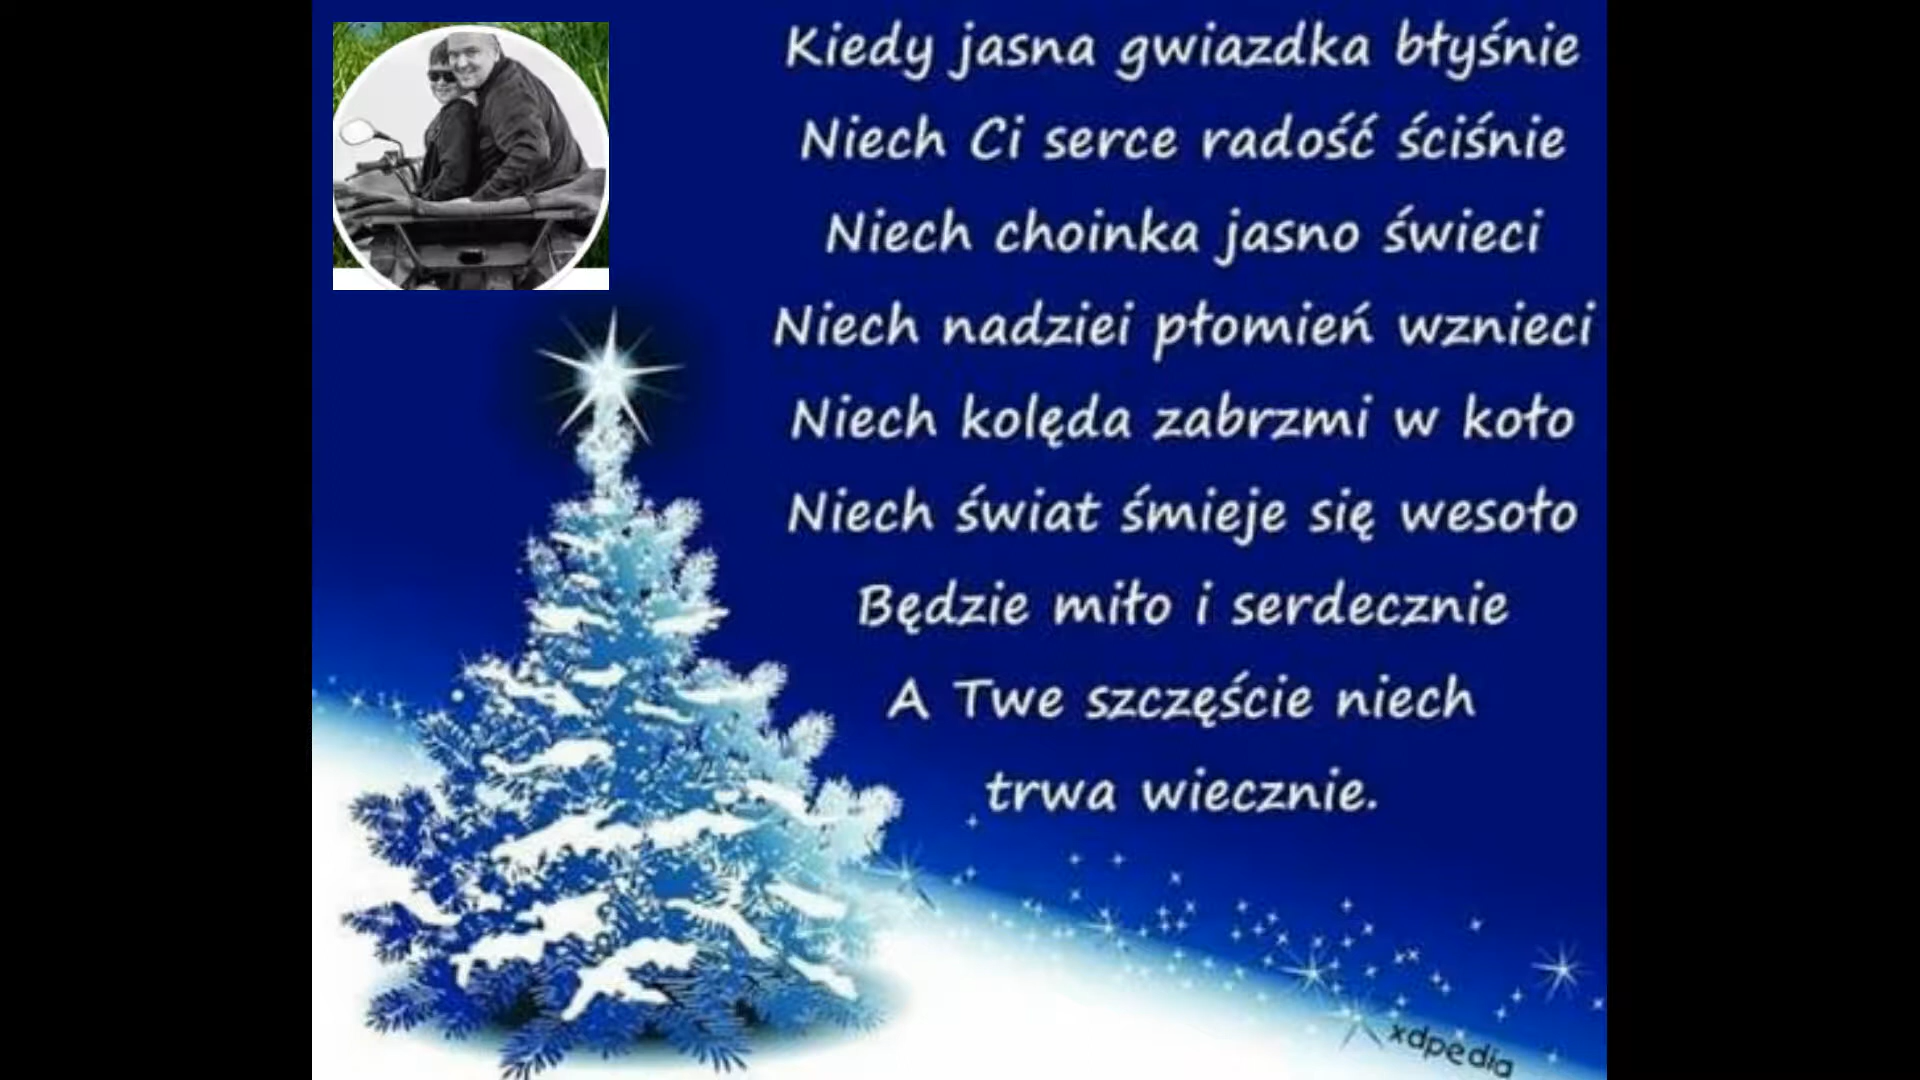 Kiedy jasna gwiazdka błyśnie
Niech Ci serce radość ściśnie
Niech choinka jasno świeci
Niech nadziei płomień wznieci
Niech kolęda zabrzmi w koło
Niech świat śmieje się wesoło
Będzie miło i serdecznie
A Twe szczęście niech
trwa wiecznie.
xdpedia